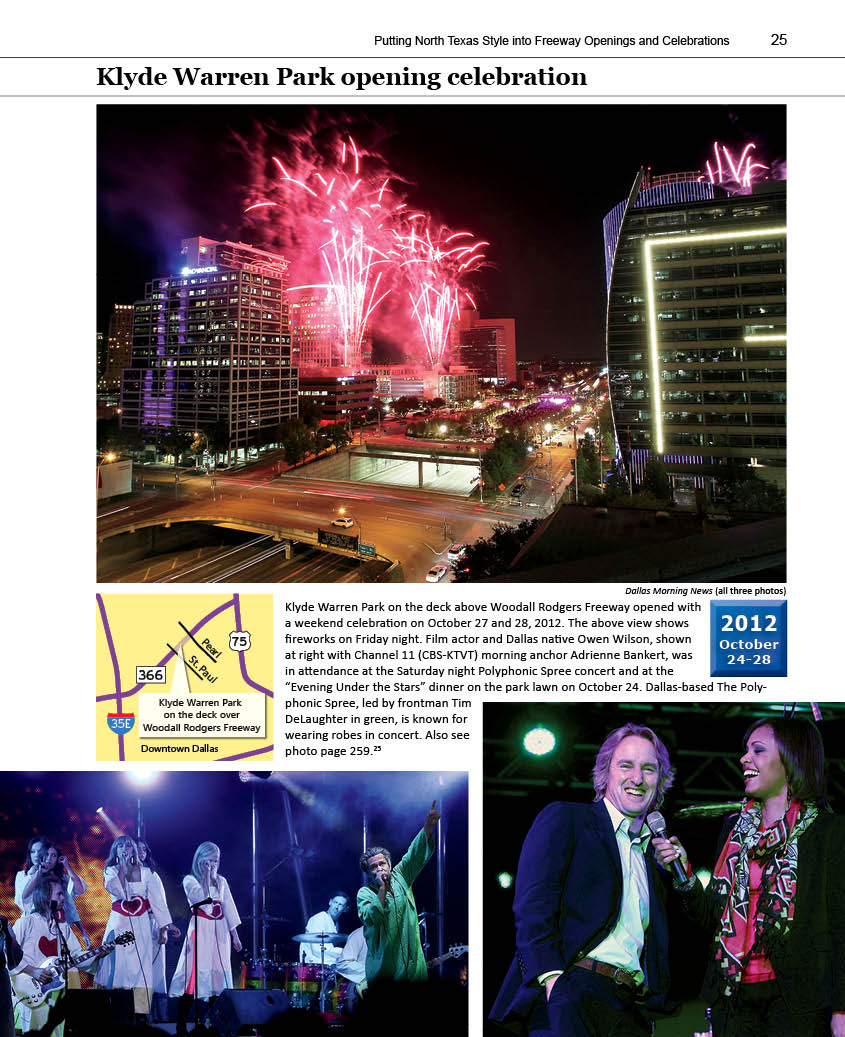 Putting North Texas Style into Freeway Openings and Celebrations 25
Klyde Warren Park opening celebration
ADVANCIAL
Dallas Morning News (all three photos)
Klyde Warren Park on the deck above Woodall Rodgers Freeway opened with
a weekend celebration on October 27 and 28, 2012. The above view shows
fireworks on Friday night. Film actor and Dallas native Owen Wilson, shown
at right with Channel 11 (CBS-KTVT) morning anchor Adrienne Bankert, was
in attendance at the Saturday night Polyphonic Spree concert and at the
“Evening Under the Stars” dinner on the park lawn on October 24. Dallas-based The Poly-
phonic Spree, led by frontman Tim
DeLaughter in green, is known for
wearing robes in concert. Also see
photo page 259.²⁵
2012
October
24-28
Pearl
75
St. Paul
366
Klyde Warren Park
on the deck over
Woodall Rodgers Freeway
35E
Downtown Dallas